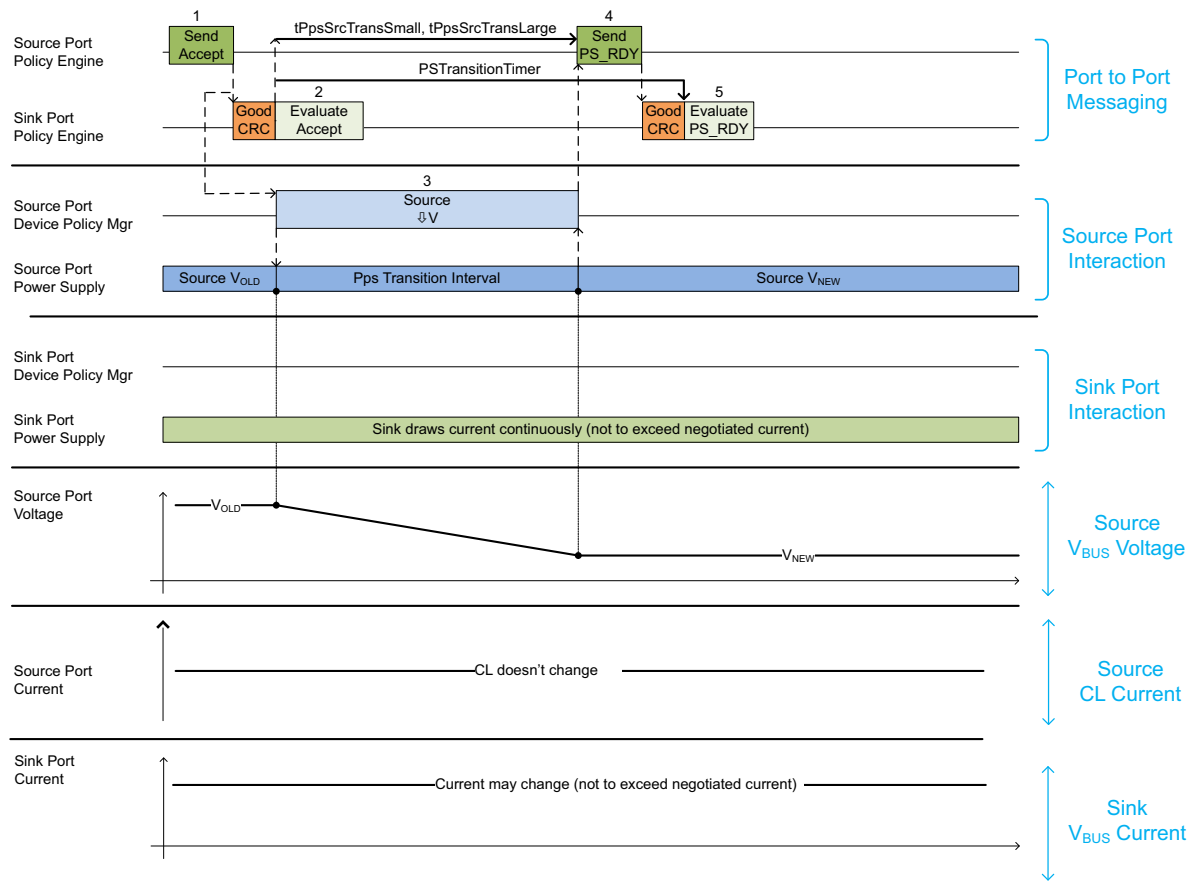 1
Send
Accept
tPpsSrcTransSmall, tPpsSrcTransLarge
4
Send
PS_RDY
Source Port
Policy Engine
PSTransitionTimer
Port to Port
Messaging
2
5
Good
CRC
Evaluate
Accept
Good
CRC
Evaluate
PS_RDY
Sink Port
Policy Engine
3
Source
⇩V
Source Port
Device Policy Mgr
Source Port
Interaction
Source Port
Power Supply
Source VOLD
Pps Transition Interval
Source VNEW
Sink Port
Device Policy Mgr
Sink Port
Interaction
Sink Port
Power Supply
Sink draws current continuously (not to exceed negotiated current)
Source Port
Voltage
VOLD
VNEW
Source
VBUS Voltage
Source Port
Current
CL doesn't change
Source
CL Current
Sink Port
Current
Current may change (not to exceed negotiated current)
Sink
VBUS Current